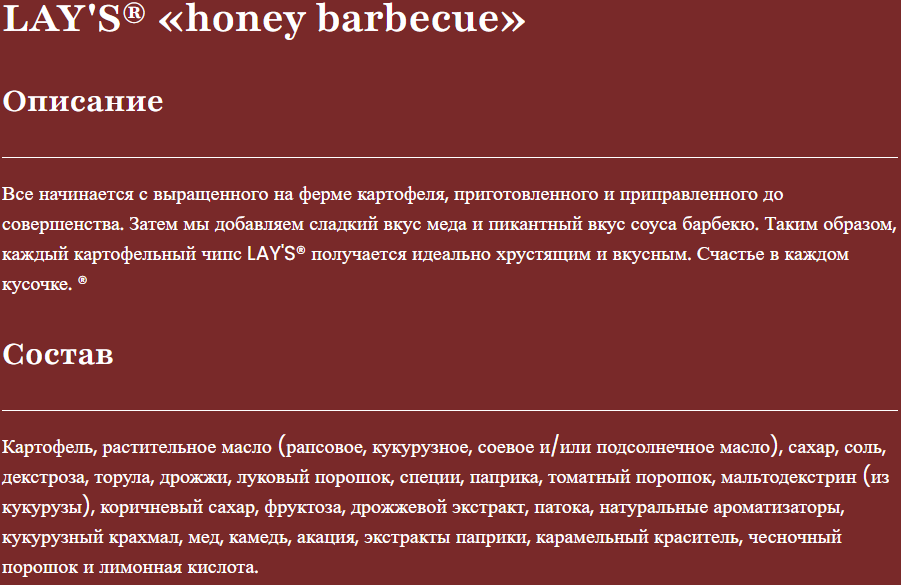 LAY'S® «honey barbecue»
Описание
Все начинается с выращенного на ферме картофеля, приготовленного и приправленного до
совершенства. Затем мы добавляем сладкий вкус меда и пикантный вкус соуса барбекю. Таким образом,
каждый картофельный чипс LAY'S® получается идеально хрустящим и вкусным. Счастье в каждом
кусочке. ®
Состав
Картофель, растительное масло (рапсовое, кукурузное, соевое и/или подсолнечное масло), сахар, соль,
декстроза, торула, дрожжи, луковый порошок, специи, паприка, томатный порошок, мальтодекстрин (из
кукурузы), коричневый сахар, фруктоза, дрожжевой экстракт, патока, натуральные ароматизаторы,
кукурузный крахмал, мед, камедь, акация, экстракты паприки, карамельный краситель, чесночный
порошок и лимонная кислота.